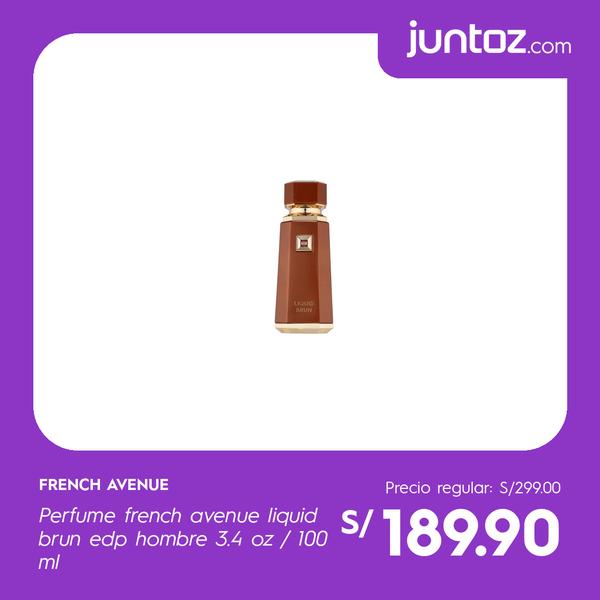 juntoz.com
LIQUID
BRUN
FRENCH AVENUE
Perfume french avenue liquid
brun edp hombre 3.4 oz / 100
ml
Precio regular: S/299.00
S/189.90